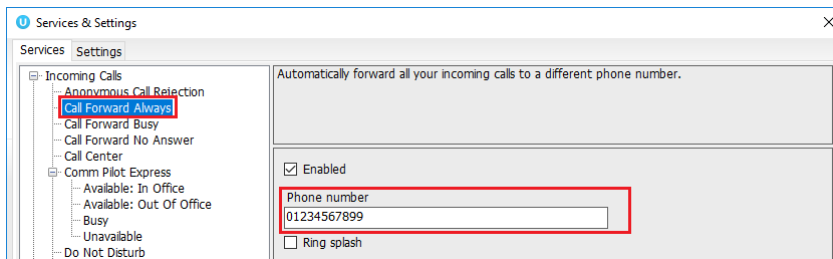 Services & Settings
Services Settings
Incoming Calls
Anonymous Call Rejection
Call Forward Always
Call Forward Busy
Call Forward No Answer
Call Center
Comm Pilot Express
Available: In Office
Available: Out Of Office
Busy
Unavailable
Do Not Disturb
Automatically forward all your incoming calls to a different phone number.
Enabled
Phone number
01234567899
Ring splash